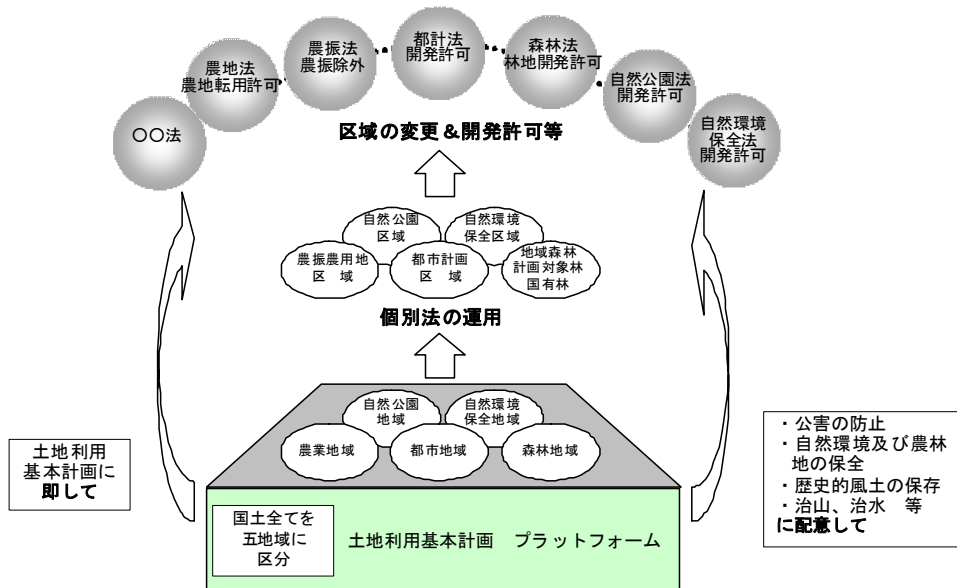 都計法
開発許可
農振法
農振除外
森林法
林地開発許可
農地法
農地転用許可
自然公園法
開発許可
〇〇法
自然環境
保全法
開発許可
区域の変更＆開発許可等
自然公園
区域
自然環境
保全区域
農振農用地
区　域
都市計画
区　域
地域森林
計画対象林
国有林
個別法の運用
自然公園
地域
自然環境
保全地域
農業地域
都市地域
森林地域
土地利用
基本計画に
即して
・公害の防止
・自然環境及び農林
地の保全
・歴史的風土の保存
・治山、治水　等
に配意して
国土全てを
五地域に
区分
土地利用基本計画　プラットフォーム